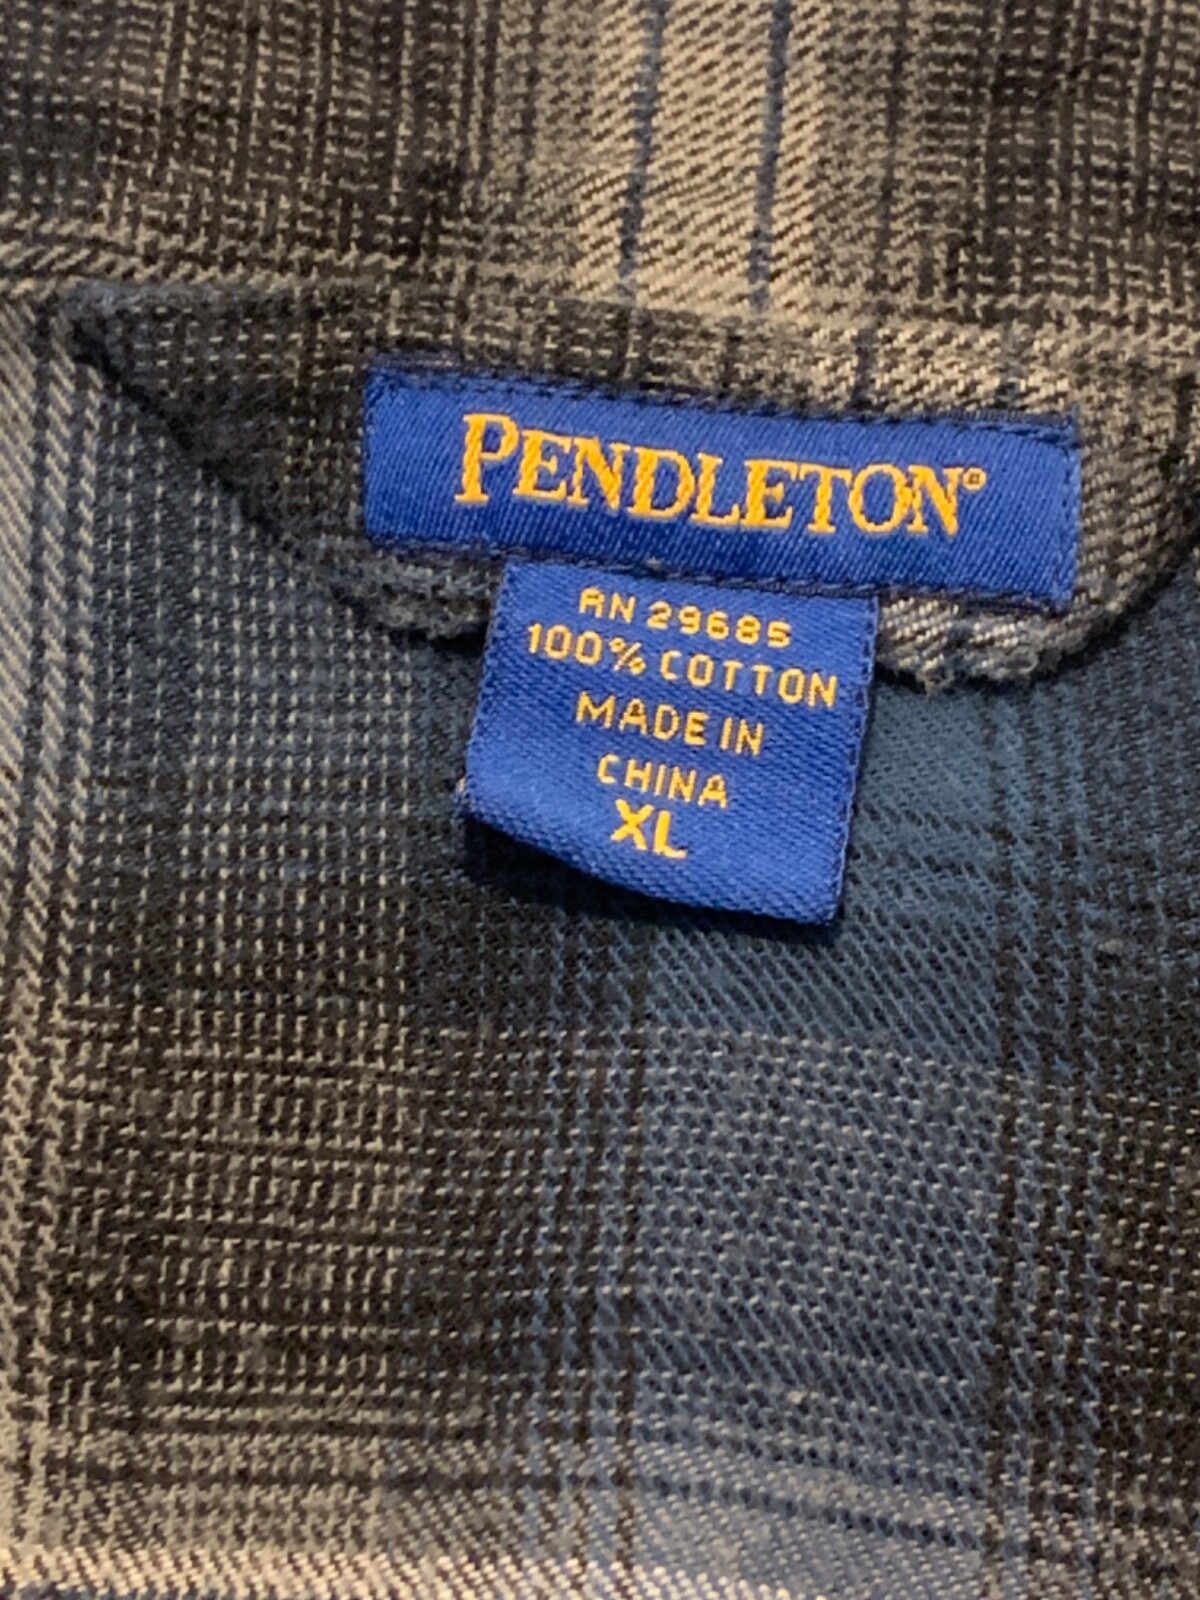 PENDLETON®
RN 29685
100% COTTON
MADE IN
CHINA
XL